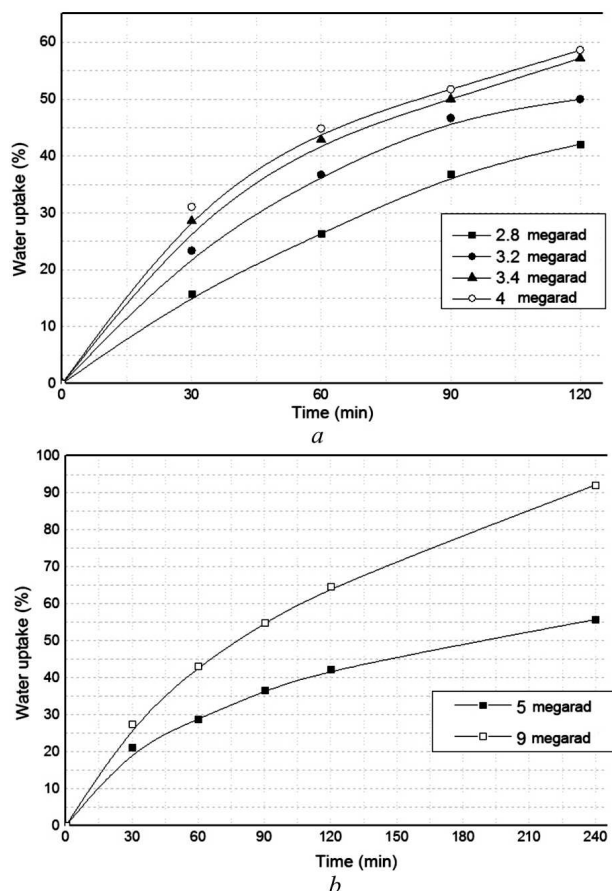 60
50
40
30
20
10
0
Water uptake (%)
2.8 megarad
3.2 megarad
3.4 megarad
4 megarad
0 30 60 90 120
Time (min)
a
100
90
80
70
60
50
40
30
20
10
0
Water uptake (%)
5 megarad
9 megarad
0 30 60 90 120 150 180 210 240
Time (min)
b